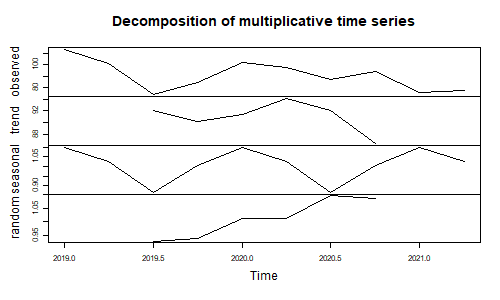 Decomposition of multiplicative time series
observed
80 100
trend
88 92
seasonal
0.90 1.05
random
0.95 1.05
2019.0 2019.5 2020.0 2020.5 2021.0
Time